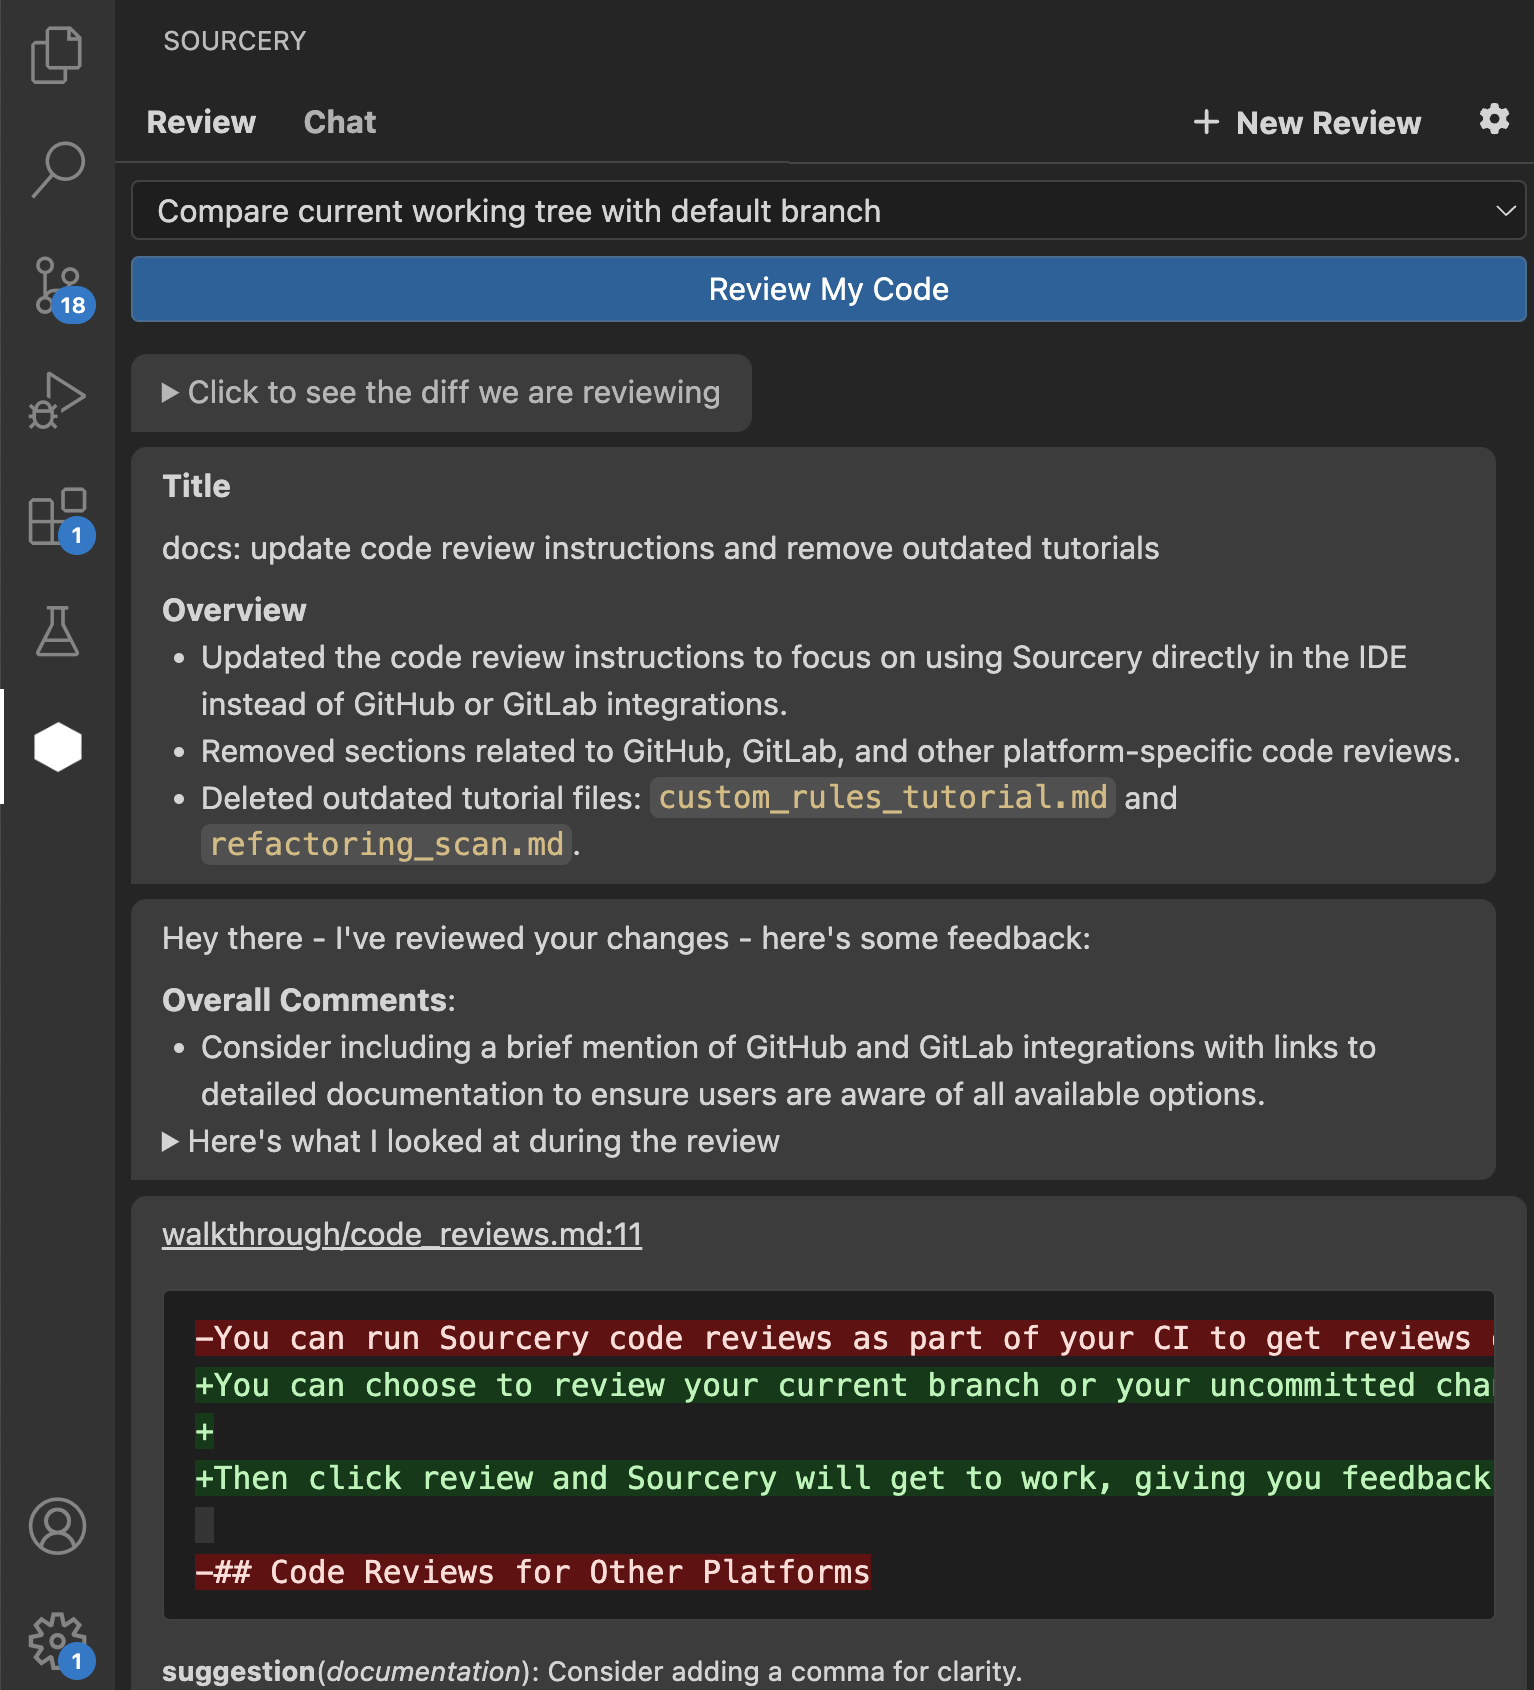 SOURCERY
Review Chat + New Review
Compare current working tree with default branch
Review My Code
18
Click to see the diff we are reviewing
Title
1
docs: update code review instructions and remove outdated tutorials
Overview
• Updated the code review instructions to focus on using Sourcery directly in the IDE
instead of GitHub or GitLab integrations.
• Removed sections related to GitHub, GitLab, and other platform-specific code reviews.
• Deleted outdated tutorial files: custom_rules_tutorial.md and
refactoring_scan.md.
Hey there - I've reviewed your changes - here's some feedback:
Overall Comments:
• Consider including a brief mention of GitHub and GitLab integrations with links to
detailed documentation to ensure users are aware of all available options.
Here's what I looked at during the review
walkthrough/code_reviews.md:11
-You can run Sourcery code reviews as part of your CI to get reviews
+You can choose to review your current branch or your uncommitted cha
+
+Then click review and Sourcery will get to work, giving you feedback
-## Code Reviews for Other Platforms
1
suggestion(documentation): Consider adding a comma for clarity.